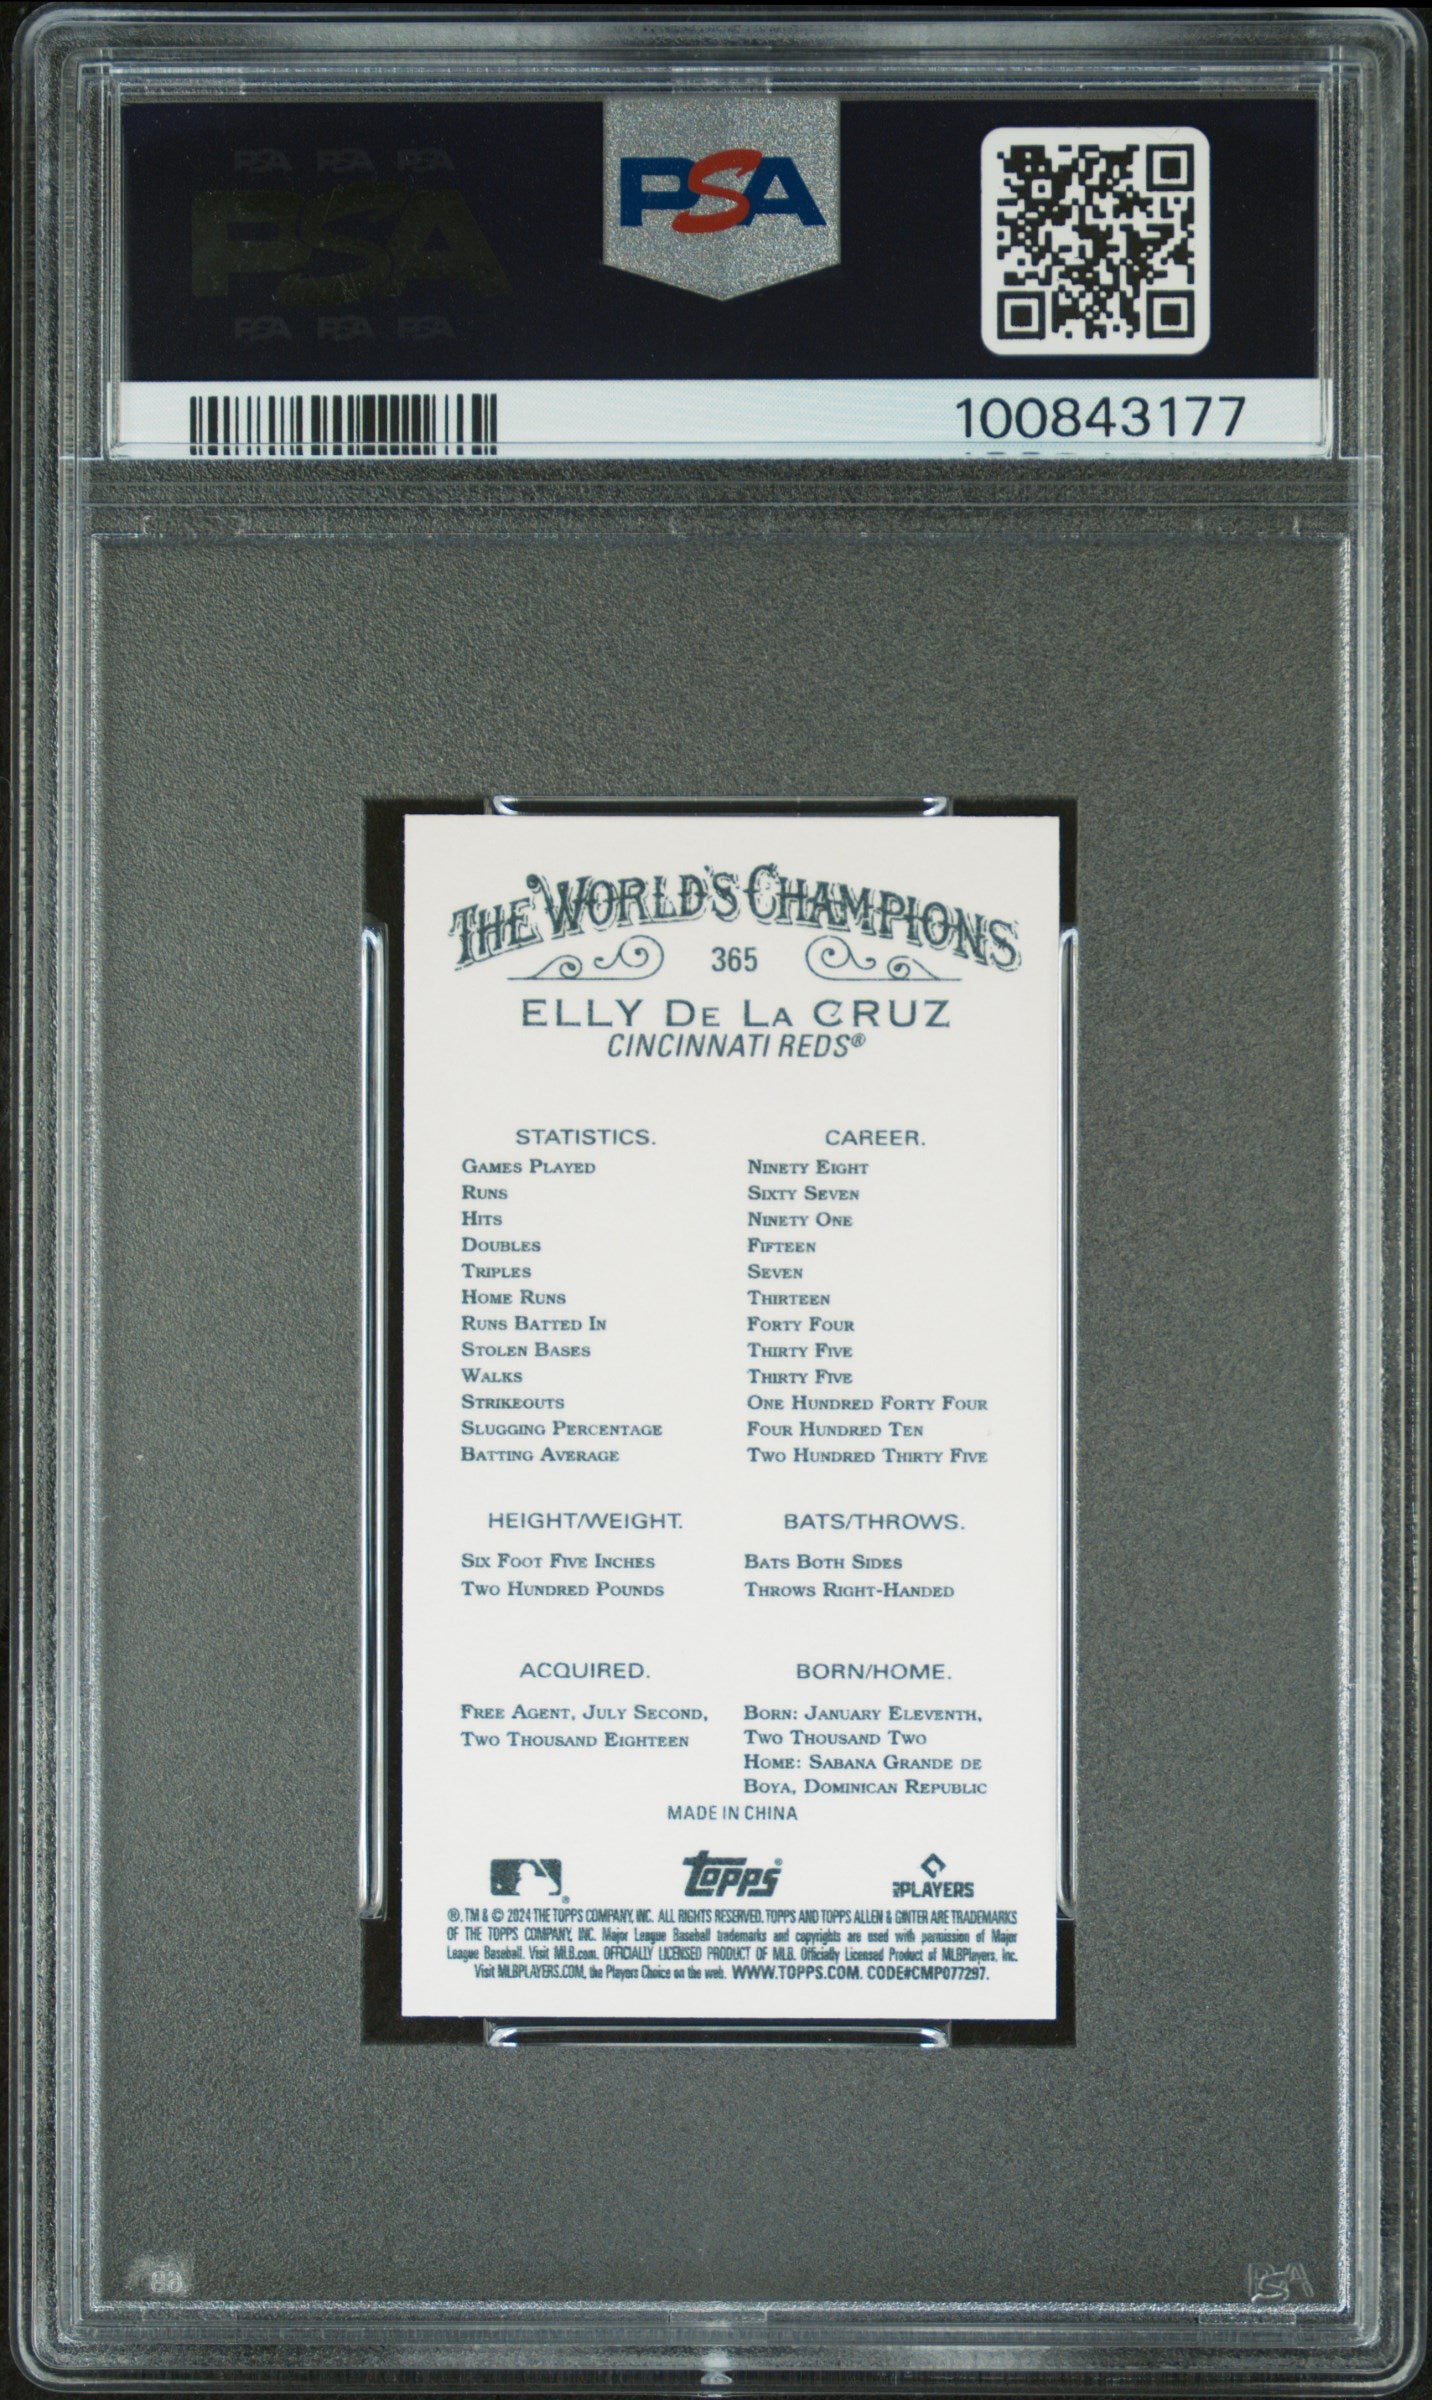 PSA PSA PSA
PSA
PSA PSA PSA
PSA
100843177
THE WORLD'S CHAMPIONS
365
ELLY DE LA CRUZ
CINCINNATI REDS®
STATISTICS. CAREER.
GAMES PLAYED NINETY EIGHT
RUNS SIXTY SEVEN
HITS NINETY ONE
DOUBLES FIFTEEN
TRIPLES SEVEN
HOME RUNS THIRTEEN
RUNS BATTED IN FORTY FOUR
STOLEN BASES THIRTY FIVE
WALKS THIRTY FIVE
STRIKEOUTS ONE HUNDRED FORTY FOUR
SLUGGING PERCENTAGE FOUR HUNDRED TEN
BATTING AVERAGE TWO HUNDRED THIRTY FIVE
HEIGHT/WEIGHT. BATS/THROWS.
SIX FOOT FIVE INCHES BATS BOTH SIDES
TWO HUNDRED POUNDS THROWS RIGHT-HANDED
ACQUIRED. BORN/HOME.
FREE AGENT, JULY SECOND, BORN: JANUARY ELEVENTH,
TWO THOUSAND EIGHTEEN TWO THOUSAND TWO
HOME: SABANA GRANDE DE
BOYA, DOMINICAN REPUBLIC
MADE IN CHINA
topps® PLAYERS
®, TM & © 2024 THE TOPPS COMPANY, INC. ALL RIGHTS RESERVED. TOPPS AND TOPPS ALLEN & GINTER ARE TRADEMARKS
OF THE TOPPS COMPANY, INC. Major League Baseball trademarks and copyrights are used with permission of Major
League Baseball. Visit MLB.com. OFFICIALLY LICENSED PRODUCT OF MLB. Officially Licensed Product of MLBPlayers, Inc.
Visit MLBPLAYERS.COM, the Players Choice on the web. WWW.TOPPS.COM. CODE#CMP077297.
PSA